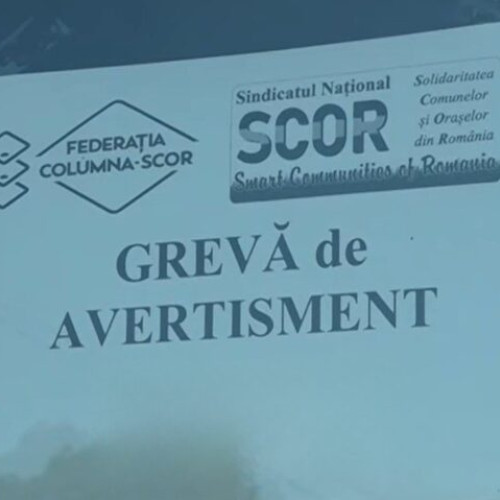 FEDERAȚIA
COLUMNA-SCOR
Sindicatul Național
SCOR
Solidaritatea
Comunelor
și Orașelor
din România
Smart Communities of Romania
GREVĂ de
AVERTISMENT